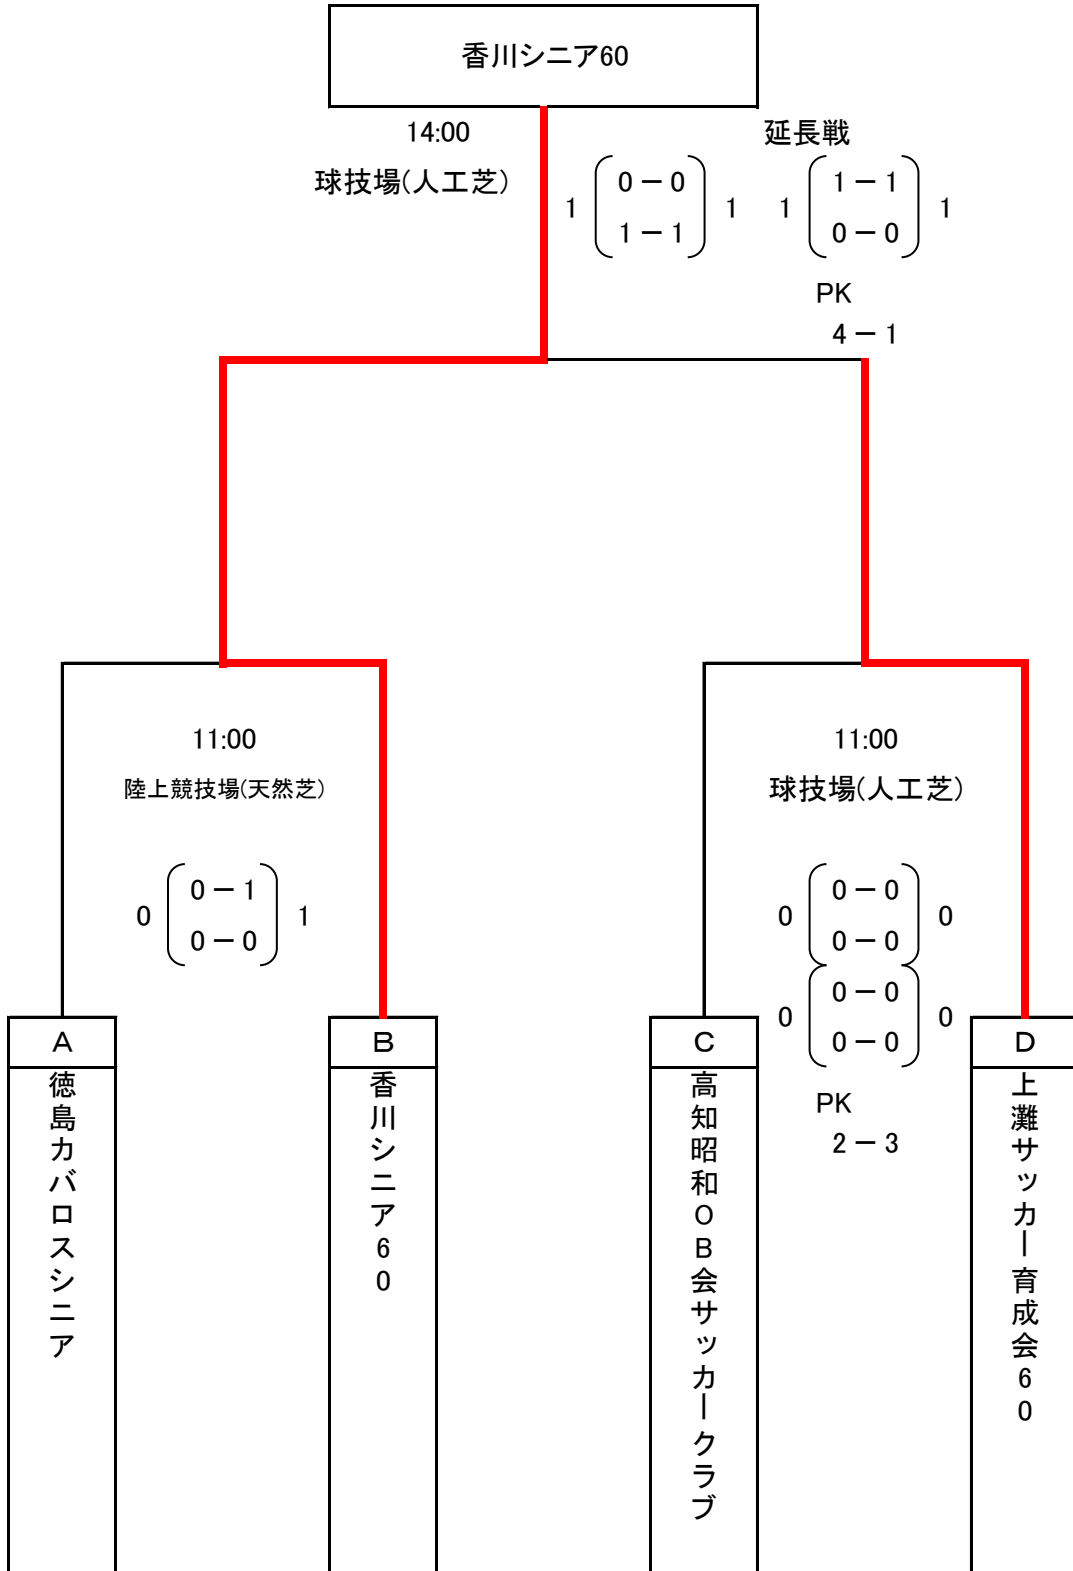 香川シニア60
14:00
球技場(人工芝)
延長戦
1 0－0 1
1－1
1 1－1 1
0－0
PK
4－1
11:00
陸上競技場(天然芝)
0 0－1 1
0－0
11:00
球技場(人工芝)
0 0－0 0
0－0
0 0－0 0
0－0
PK
2－3
A
徳島カバロスシニア
B
香川シニア60
C
高知昭和OB会サッカークラブ
D
上灘サッカー育成会60